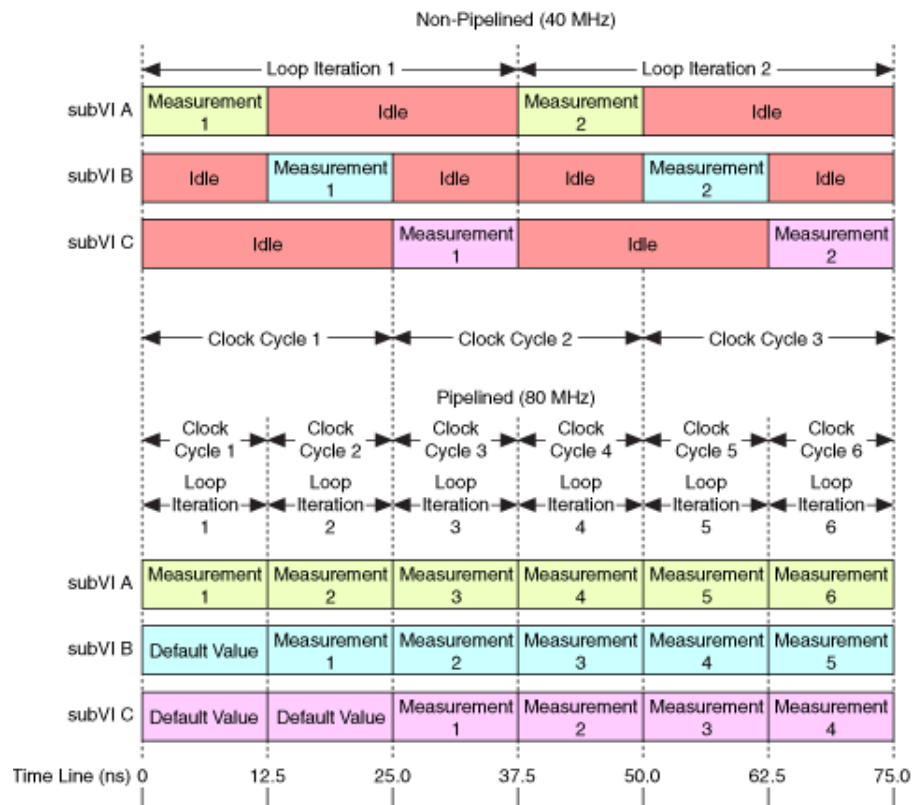 Non-Pipelined (40 MHz)
Loop Iteration 1 Loop Iteration 2
subVI A Measurement 1 Idle Measurement 2 Idle
subVI B Idle Measurement 1 Idle Idle Measurement 2 Idle
subVI C Idle Measurement 1 Idle Measurement 2
Clock Cycle 1 Clock Cycle 2 Clock Cycle 3
Pipelined (80 MHz)
Clock Cycle 1 Clock Cycle 2 Clock Cycle 3 Clock Cycle 4 Clock Cycle 5 Clock Cycle 6
Loop Iteration 1 Loop Iteration 2 Loop Iteration 3 Loop Iteration 4 Loop Iteration 5 Loop Iteration 6
subVI A Measurement 1 Measurement 2 Measurement 3 Measurement 4 Measurement 5 Measurement 6
subVI B Default Value Measurement 1 Measurement 2 Measurement 3 Measurement 4 Measurement 5
subVI C Default Value Default Value Measurement 1 Measurement 2 Measurement 3 Measurement 4
Time Line (ns) 0 12.5 25.0 37.5 50.0 62.5 75.0